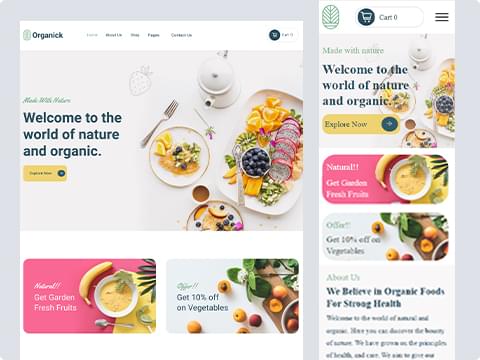 Organick
Home
About Us
Shop
Pages
Contact Us
Cart 0
Made With Nature
Welcome to the
world of nature
and organic.
Explore Now
Natural!!
Get Garden
Fresh Fruits
Offer!!
Get 10% off
on Vegetables
Cart 0
Made with nature
Welcome to the
world of nature
and organic.
Explore Now
Natural!!
Get Garden
Fresh Fruits
Offer!!
Get 10% off on
Vegetables
About Us
We Believe in Organic Foods
For Strong Health
Welcome to the world of natural and
organic. Here you can discover the bounty
of nature. We have grown on the principles
of health, and care. We aim to give our